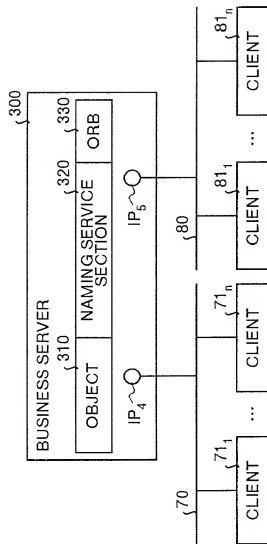 300
BUSINESS SERVER
310
320
330
OBJECT
NAMING SERVICE
SECTION
ORB
IP4
IP5
70
80
71₁
71ₙ
81₁
81ₙ
CLIENT
...
CLIENT
CLIENT
...
CLIENT